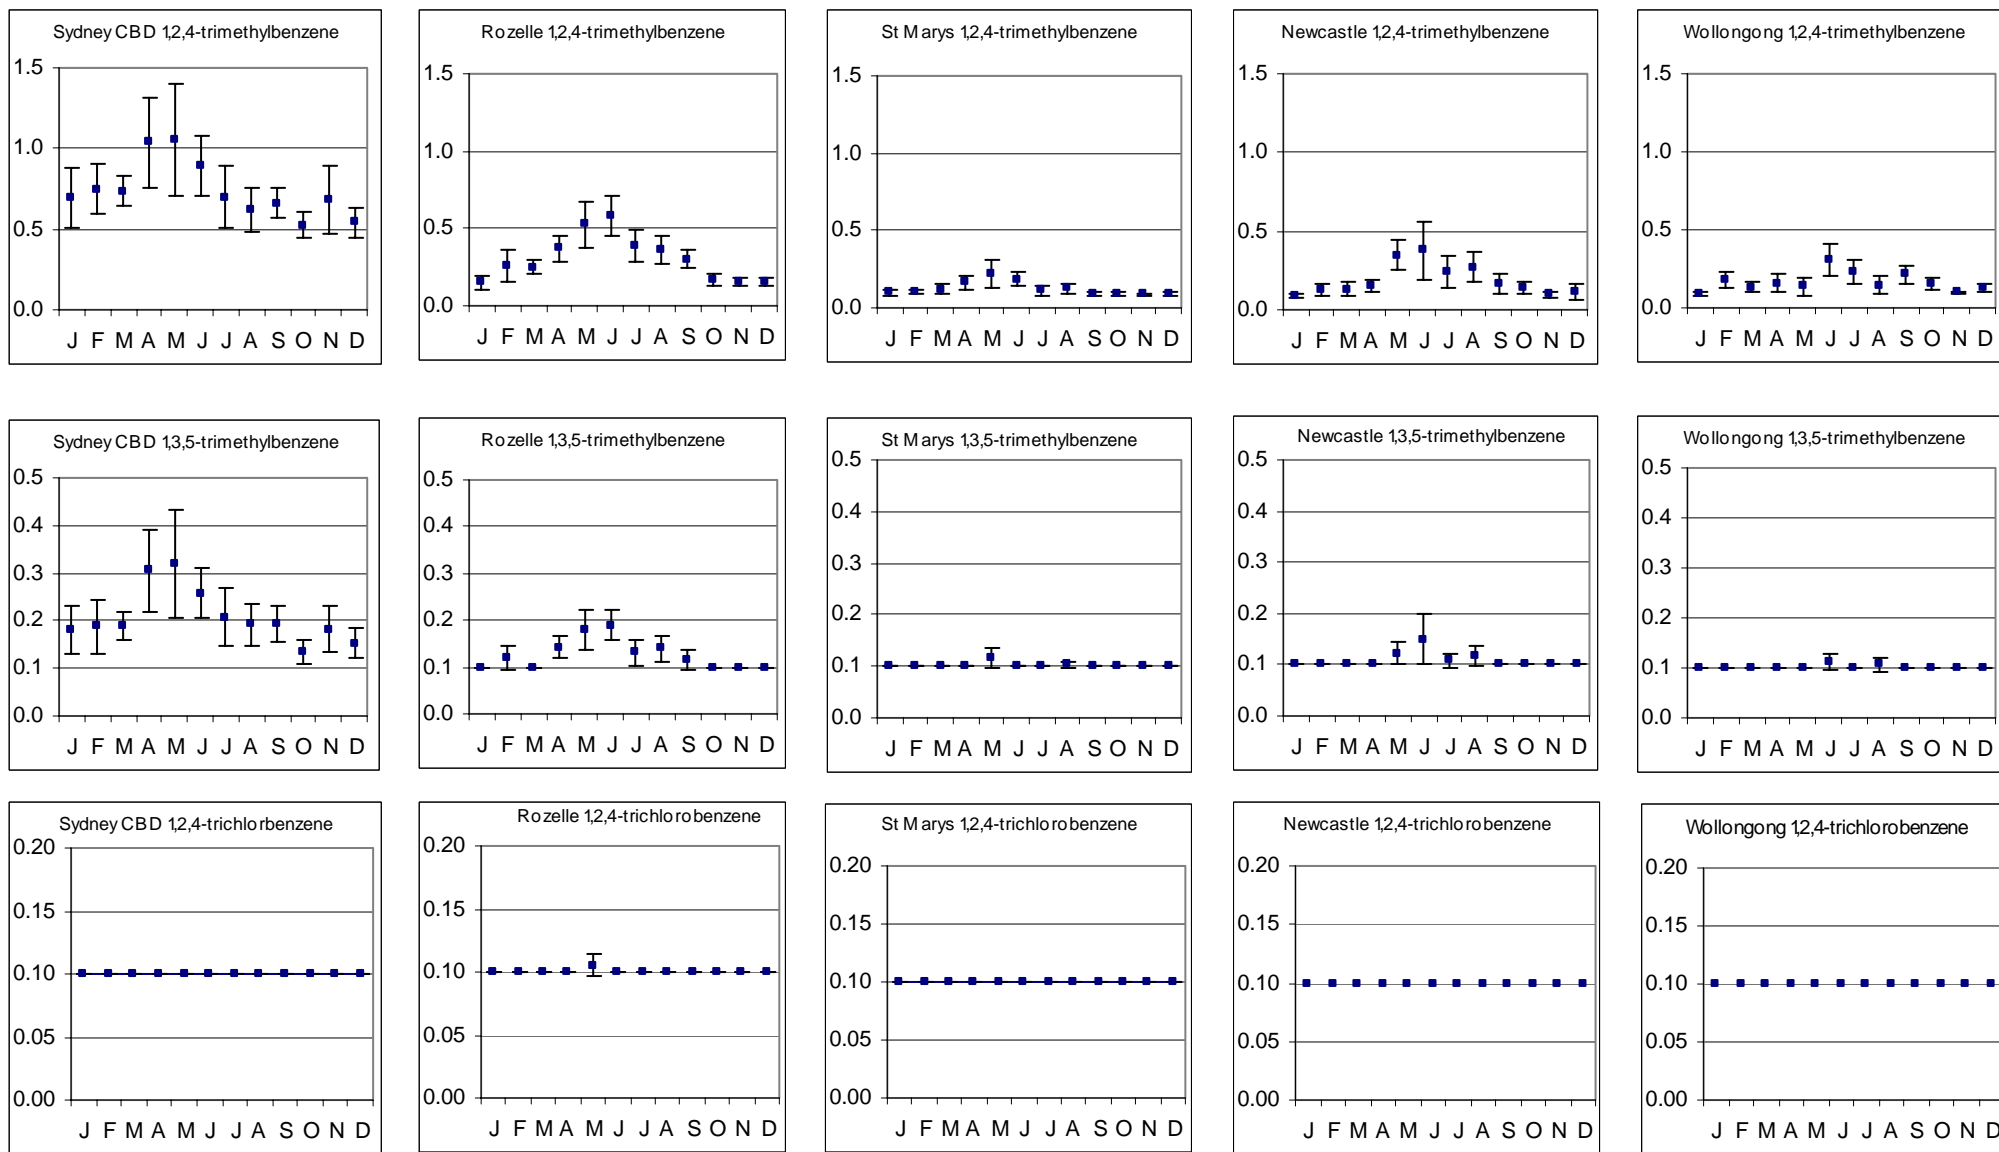 Sydney CBD 1,2,4-trimethylbenzene
1.5
1.0
0.5
0.0
J F M A M J J A S O N D
Rozelle 1,2,4-trimethylbenzene
1.5
1.0
0.5
0.0
J F M A M J J A S O N D
St Marys 1,2,4-trimethylbenzene
1.5
1.0
0.5
0.0
J F M A M J J A S O N D
Newcastle 1,2,4-trimethylbenzene
1.5
1.0
0.5
0.0
J F M A M J J A S O N D
Wollongong 1,2,4-trimethylbenzene
1.5
1.0
0.5
0.0
J F M A M J J A S O N D
Sydney CBD 1,3,5-trimethylbenzene
0.5
0.4
0.3
0.2
0.1
0.0
J F M A M J J A S O N D
Rozelle 1,3,5-trimethylbenzene
0.5
0.4
0.3
0.2
0.1
0.0
J F M A M J J A S O N D
St Marys 1,3,5-trimethylbenzene
0.5
0.4
0.3
0.2
0.1
0.0
J F M A M J J A S O N D
Newcastle 1,3,5-trimethylbenzene
0.5
0.4
0.3
0.2
0.1
0.0
J F M A M J J A S O N D
Wollongong 1,3,5-trimethylbenzene
0.5
0.4
0.3
0.2
0.1
0.0
J F M A M J J A S O N D
Sydney CBD 1,2,4-trichlorbenzene
0.20
0.15
0.10
0.05
0.00
J F M A M J J A S O N D
Rozelle 1,2,4-trichlorobenzene
0.20
0.15
0.10
0.05
0.00
J F M A M J J A S O N D
St Marys 1,2,4-trichlorobenzene
0.20
0.15
0.10
0.05
0.00
J F M A M J J A S O N D
Newcastle 1,2,4-trichlorobenzene
0.20
0.15
0.10
0.05
0.00
J F M A M J J A S O N D
Wollongong 1,2,4-trichlorobenzene
0.20
0.15
0.10
0.05
0.00
J F M A M J J A S O N D